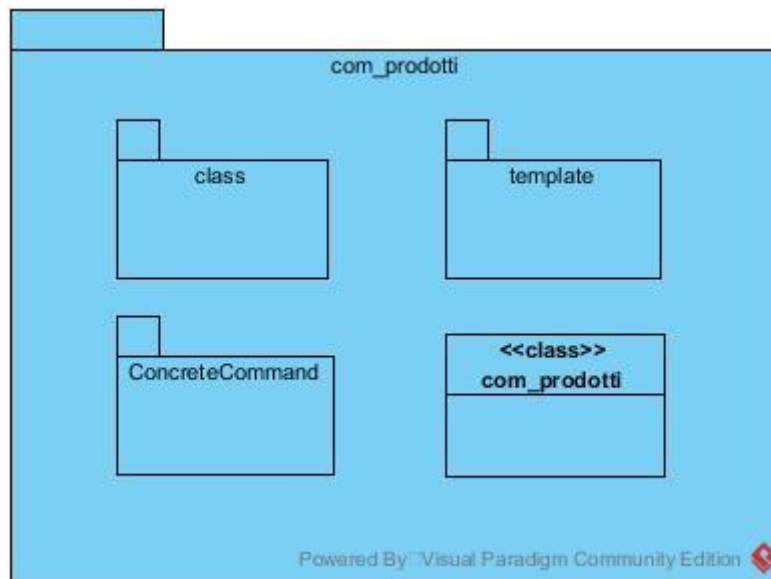 com_prodotti
class
template
ConcreteCommand
<<class>>
com_prodotti
Powered By Visual Paradigm Community Edition